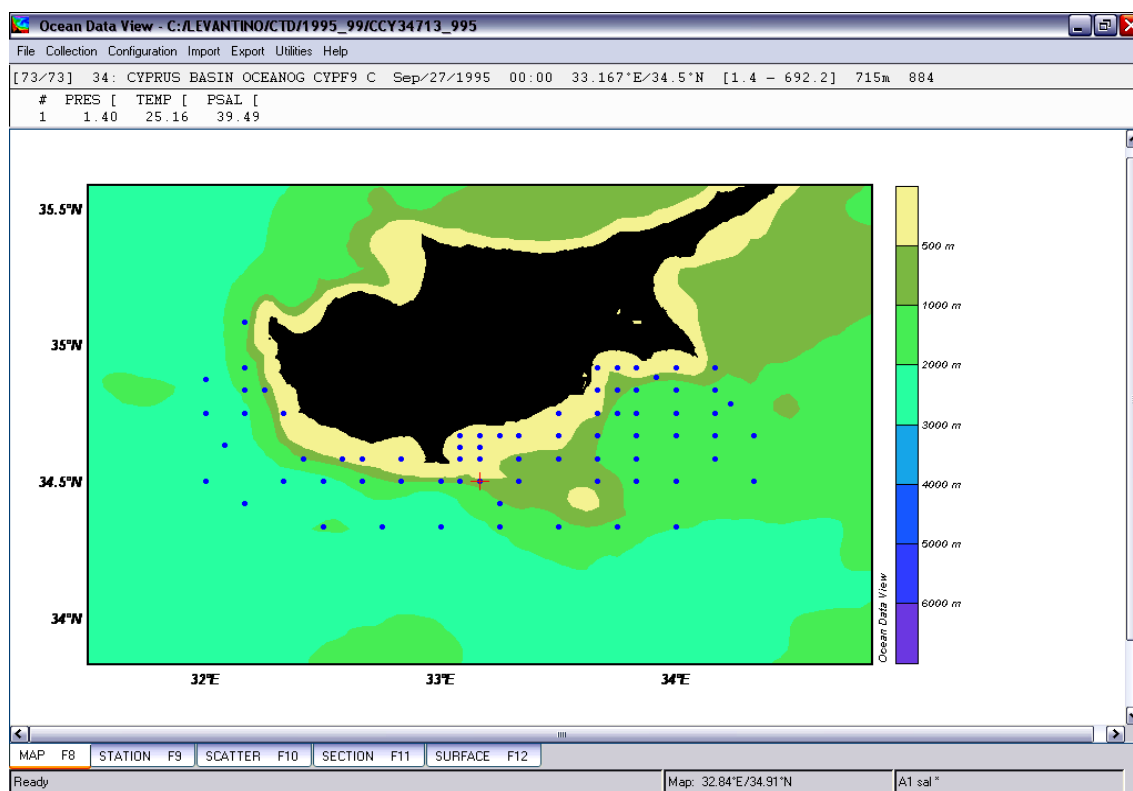 Ocean Data View - C:/LEVANTINO/CTD/1995_99/CCY34713_995
File Collection Configuration Import Export Utilities Help
[73/73] 34: CYPRUS BASIN OCEANOG CYPF9 C Sep/27/1995 00:00 33.167°E/34.5°N [1.4 - 692.2] 715m 884
# PRES [ TEMP [ PSAL [
1 1.40 25.16 39.49
35.5°N
35°N
34.5°N
34°N
32°E 33°E 34°E
500 m
1000 m
2000 m
3000 m
4000 m
5000 m
6000 m
Ocean Data View
MAP F8 STATION F9 SCATTER F10 SECTION F11 SURFACE F12
Ready Map: 32.84°E/34.91°N A1 sal *